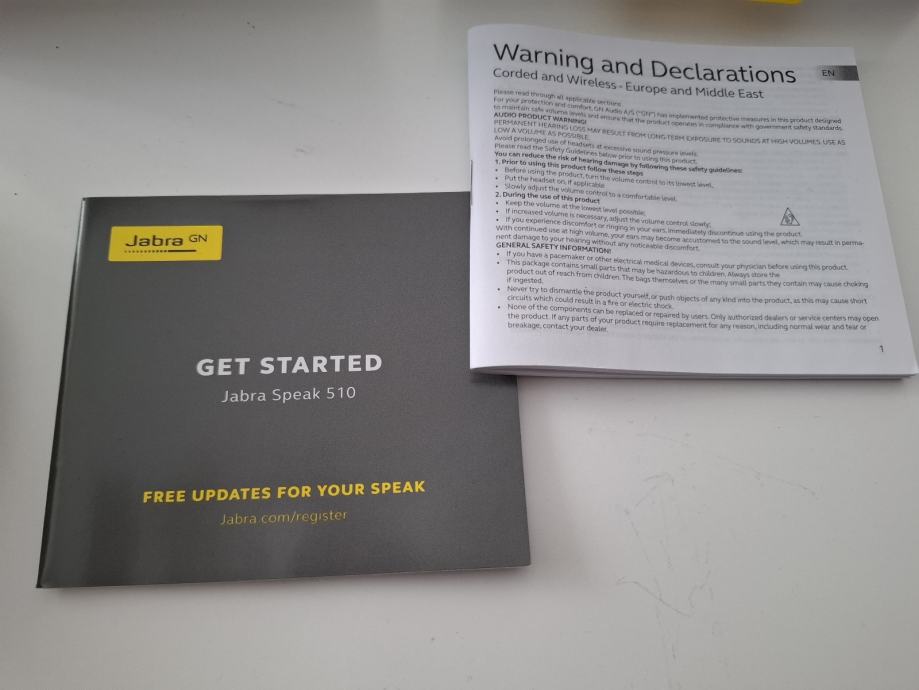 Jabra GN
GET STARTED
Jabra Speak 510
FREE UPDATES FOR YOUR SPEAK
Jabra.com/register
Warning and Declarations
EN
Corded and Wireless - Europe and Middle East
Please read through all applicable sections.
For your protection and comfort, GN Audio A/S ("GN") has implemented protective measures in this product designed
to maintain safe volume levels and ensure that the product operates in compliance with government safety standards.
AUDIO PRODUCT WARNING!
PERMANENT HEARING LOSS MAY RESULT FROM LONG-TERM EXPOSURE TO SOUNDS AT HIGH VOLUMES. USE AS
LOW A VOLUME AS POSSIBLE.
Avoid prolonged use of headsets at excessive sound pressure levels.
Please read the Safety Guidelines below prior to using this product.
You can reduce the risk of hearing damage by following these safety guidelines:
1. Prior to using this product follow these steps
• Before using the product, turn the volume control to its lowest level,
• Put the headset on, if applicable
• Slowly adjust the volume control to a comfortable level.
2. During the use of this product
• Keep the volume at the lowest level possible;
• If increased volume is necessary, adjust the volume control slowly;
• If you experience discomfort or ringing in your ears, immediately discontinue using the product.
With continued use at high volume, your ears may become accustomed to the sound level, which may result in perma-
nent damage to your hearing without any noticeable discomfort.
GENERAL SAFETY INFORMATION!
• If you have a pacemaker or other electrical medical devices, consult your physician before using this product.
• This package contains small parts that may be hazardous to children. Always store the
product out of reach from children. The bags themselves or the many small parts they contain may cause choking
if ingested.
• Never try to dismantle the product yourself, or push objects of any kind into the product, as this may cause short
circuits which could result in a fire or electric shock.
• None of the components can be replaced or repaired by users. Only authorized dealers or service centers may open
the product. If any parts of your product require replacement for any reason, including normal wear and tear or
breakage, contact your dealer.
1